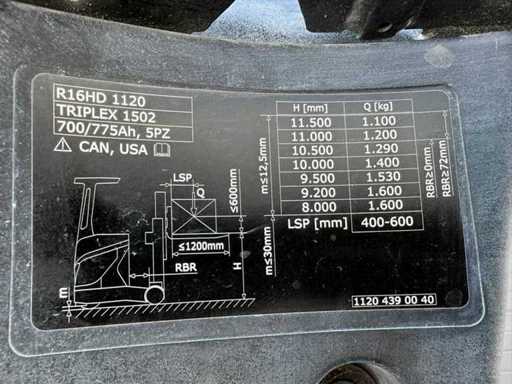 R16HD 1120
TRIPLEX 1502
700/775Ah, 5PZ
CAN, USA
H [mm] Q [kg]
11.500 1.100
11.000 1.200
10.500 1.290
10.000 1.400
9.500 1.530
9.200 1.600
8.000 1.600
LSP [mm] 400-600
m≤12,5mm
m≤30mm
RBR≥0mm
RBR≥72mm
LSP
Q
≤600mm
≤1200mm
H
RBR
m
1120 439 00 40